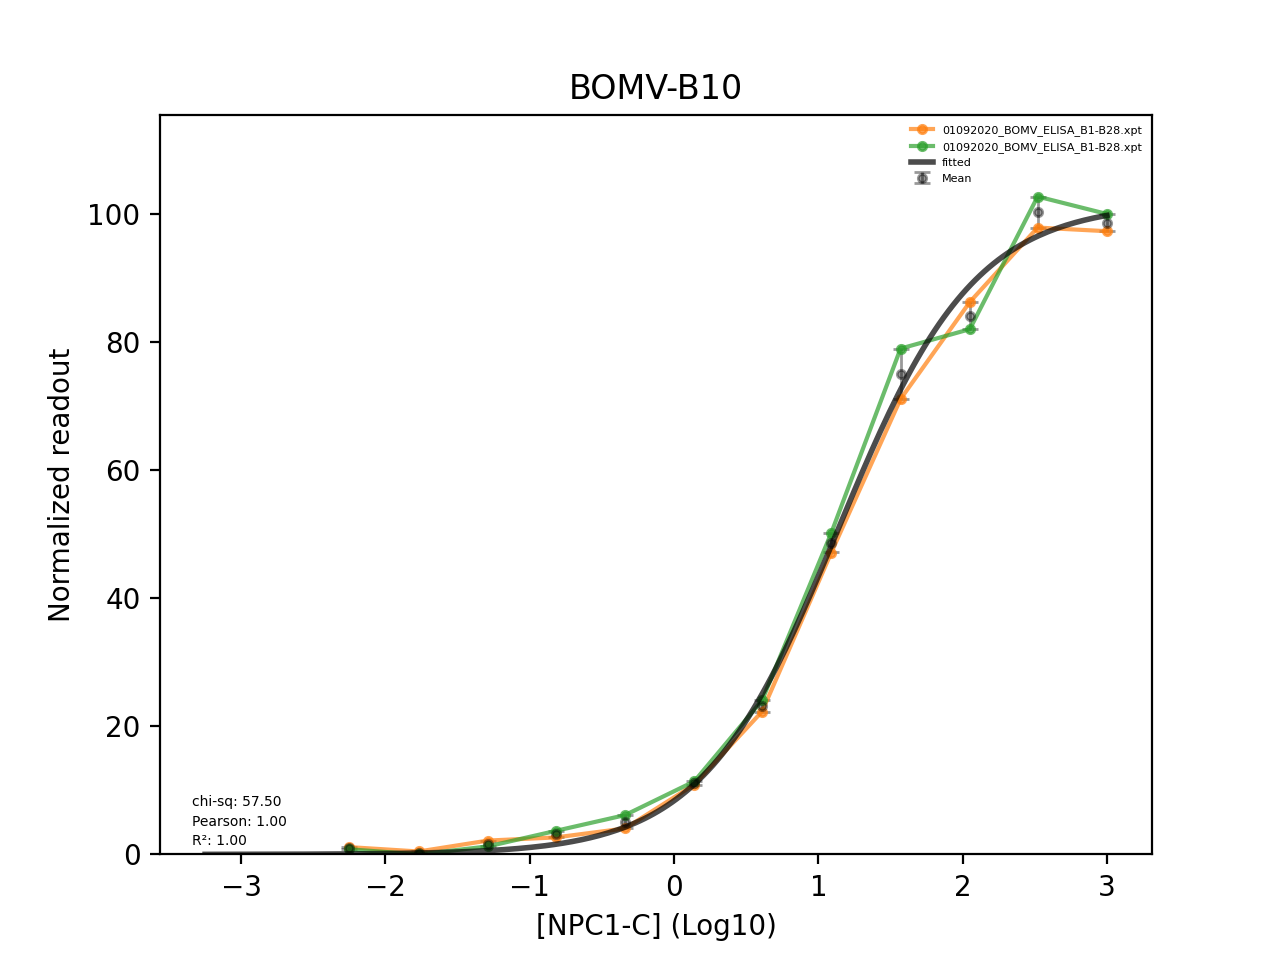 BOMV-B10
01092020_BOMV_ELISA_B1-B28.xpt
01092020_BOMV_ELISA_B1-B28.xpt
fitted
Mean
Normalized readout
100
80
60
40
20
0
chi-sq: 57.50
Pearson: 1.00
R²: 1.00
−3 −2 −1 0 1 2 3
[NPC1-C] (Log10)